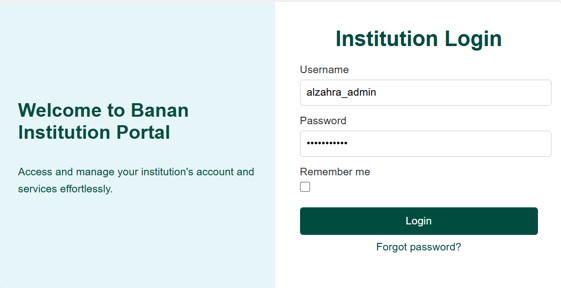 Welcome to Banan
Institution Portal
Access and manage your institution's account and
services effortlessly.
Institution Login
Username
alzahra_admin
Password
•••••••••••
Remember me
Login
Forgot password?